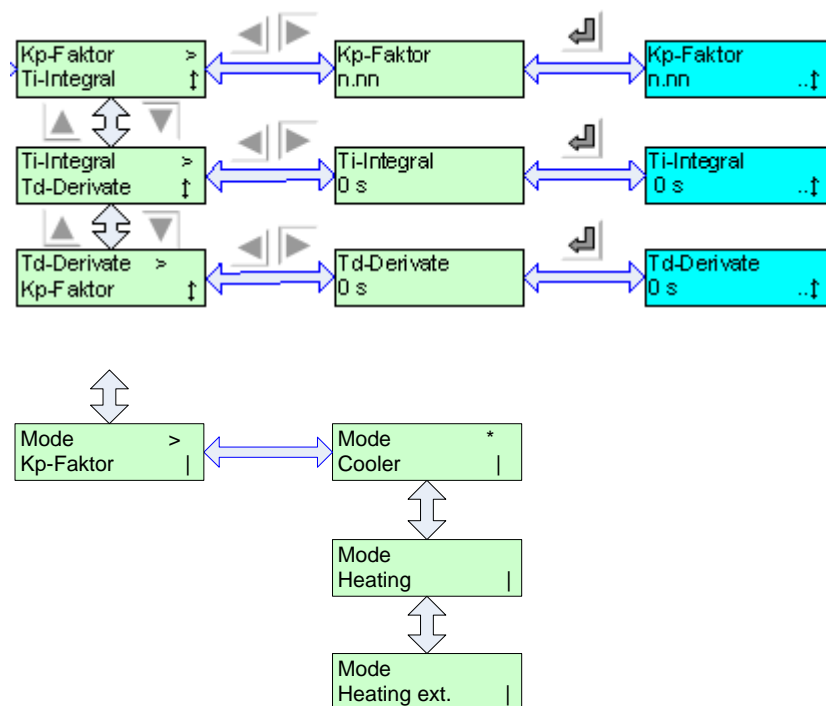 Kp-Faktor >
Ti-Integral ↕
Kp-Faktor
n.nn
Kp-Faktor
n.nn ..↕
Ti-Integral >
Td-Derivate ↕
Ti-Integral
0 s
Ti-Integral
0 s ..↕
Td-Derivate >
Kp-Faktor ↕
Td-Derivate
0 s
Td-Derivate
0 s ..↕
Mode >
Kp-Faktor |
Mode *
Cooler |
Mode
Heating |
Mode
Heating ext. |